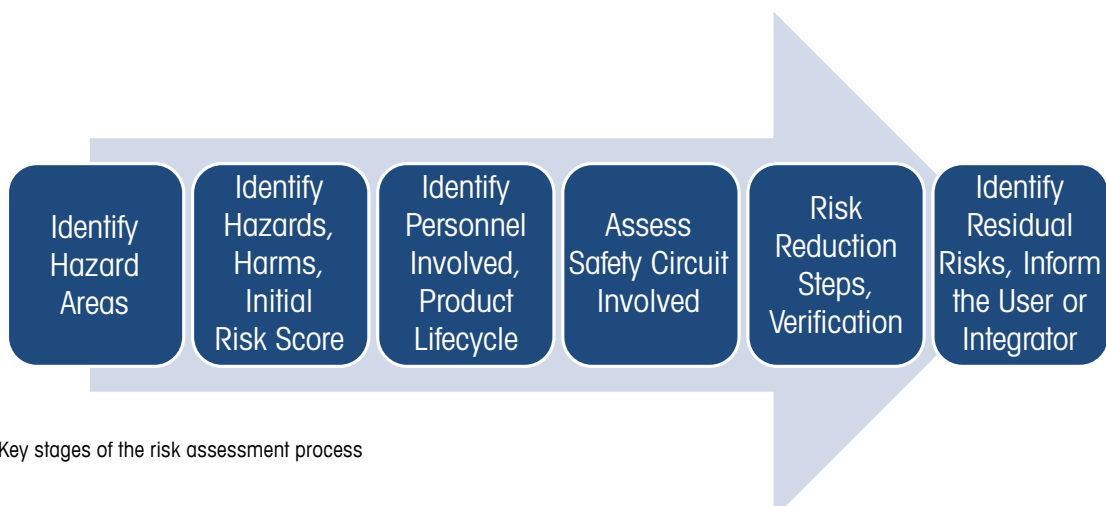 Identify
Hazard
Areas
Identify
Hazards,
Harms,
Initial
Risk Score
Identify
Personnel
Involved,
Product
Lifecycle
Assess
Safety Circuit
Involved
Risk
Reduction
Steps,
Verification
Identify
Residual
Risks, Inform
the User or
Integrator
Key stages of the risk assessment process